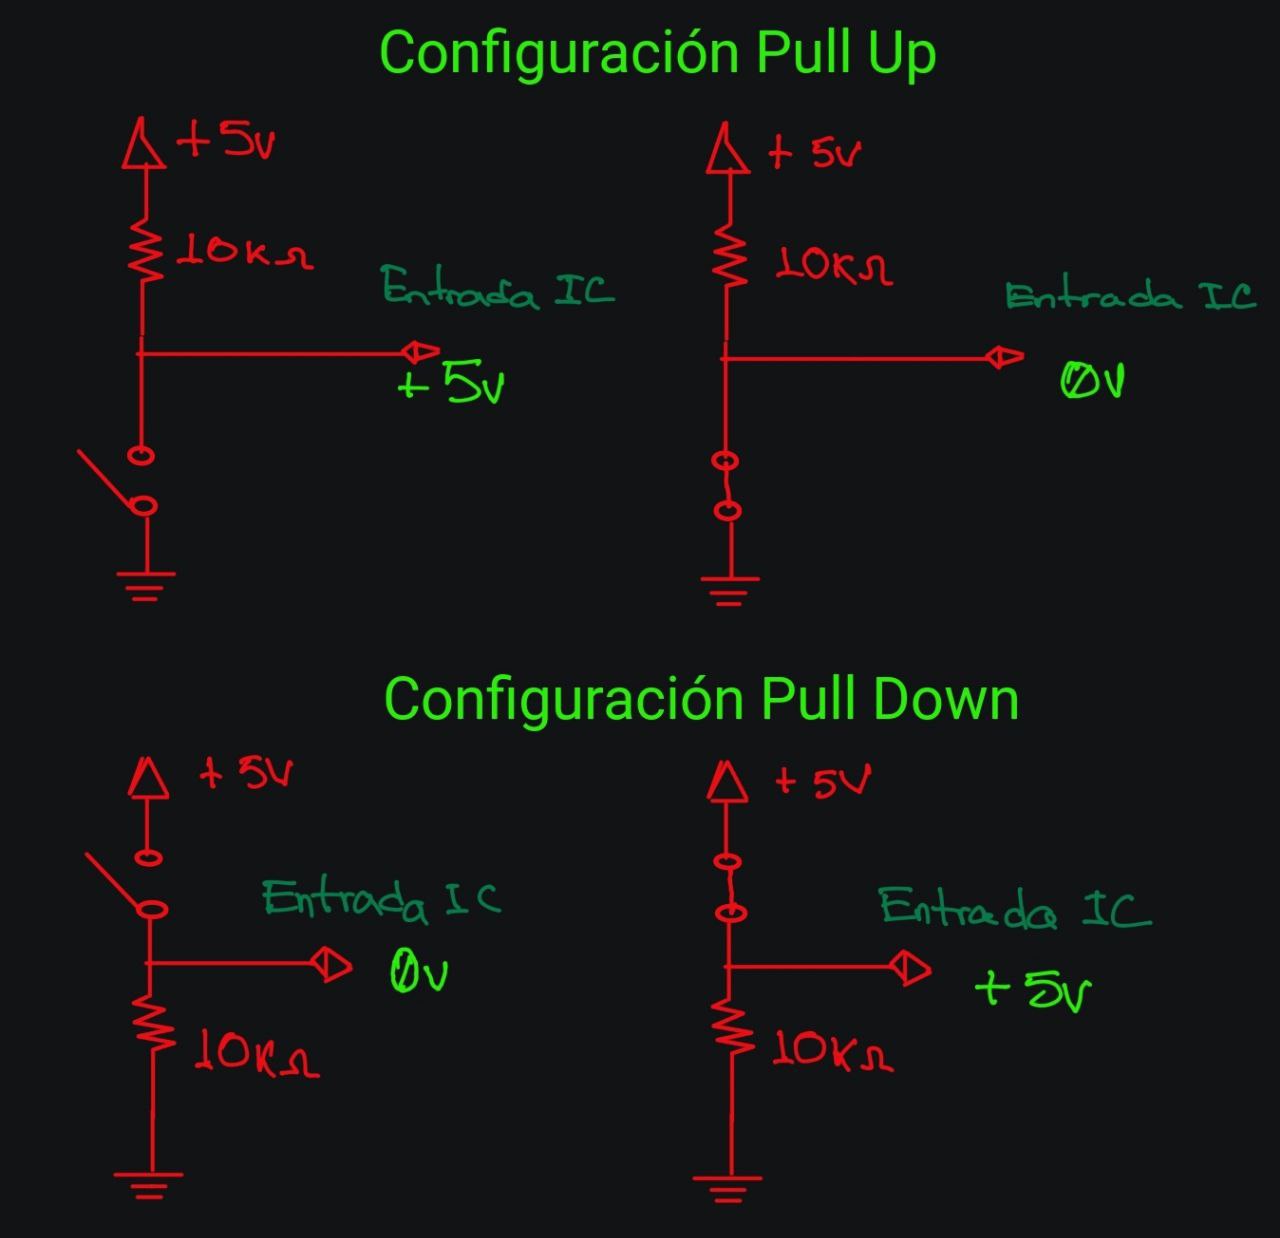 Configuración Pull Up
+5v
+ 5v
10KΩ
10KΩ
Entrada IC
Entrada IC
+5v
0v
Configuración Pull Down
+ 5V
+ 5V
Entrada IC
Entrada IC
0v
+5v
10KΩ
10KΩ